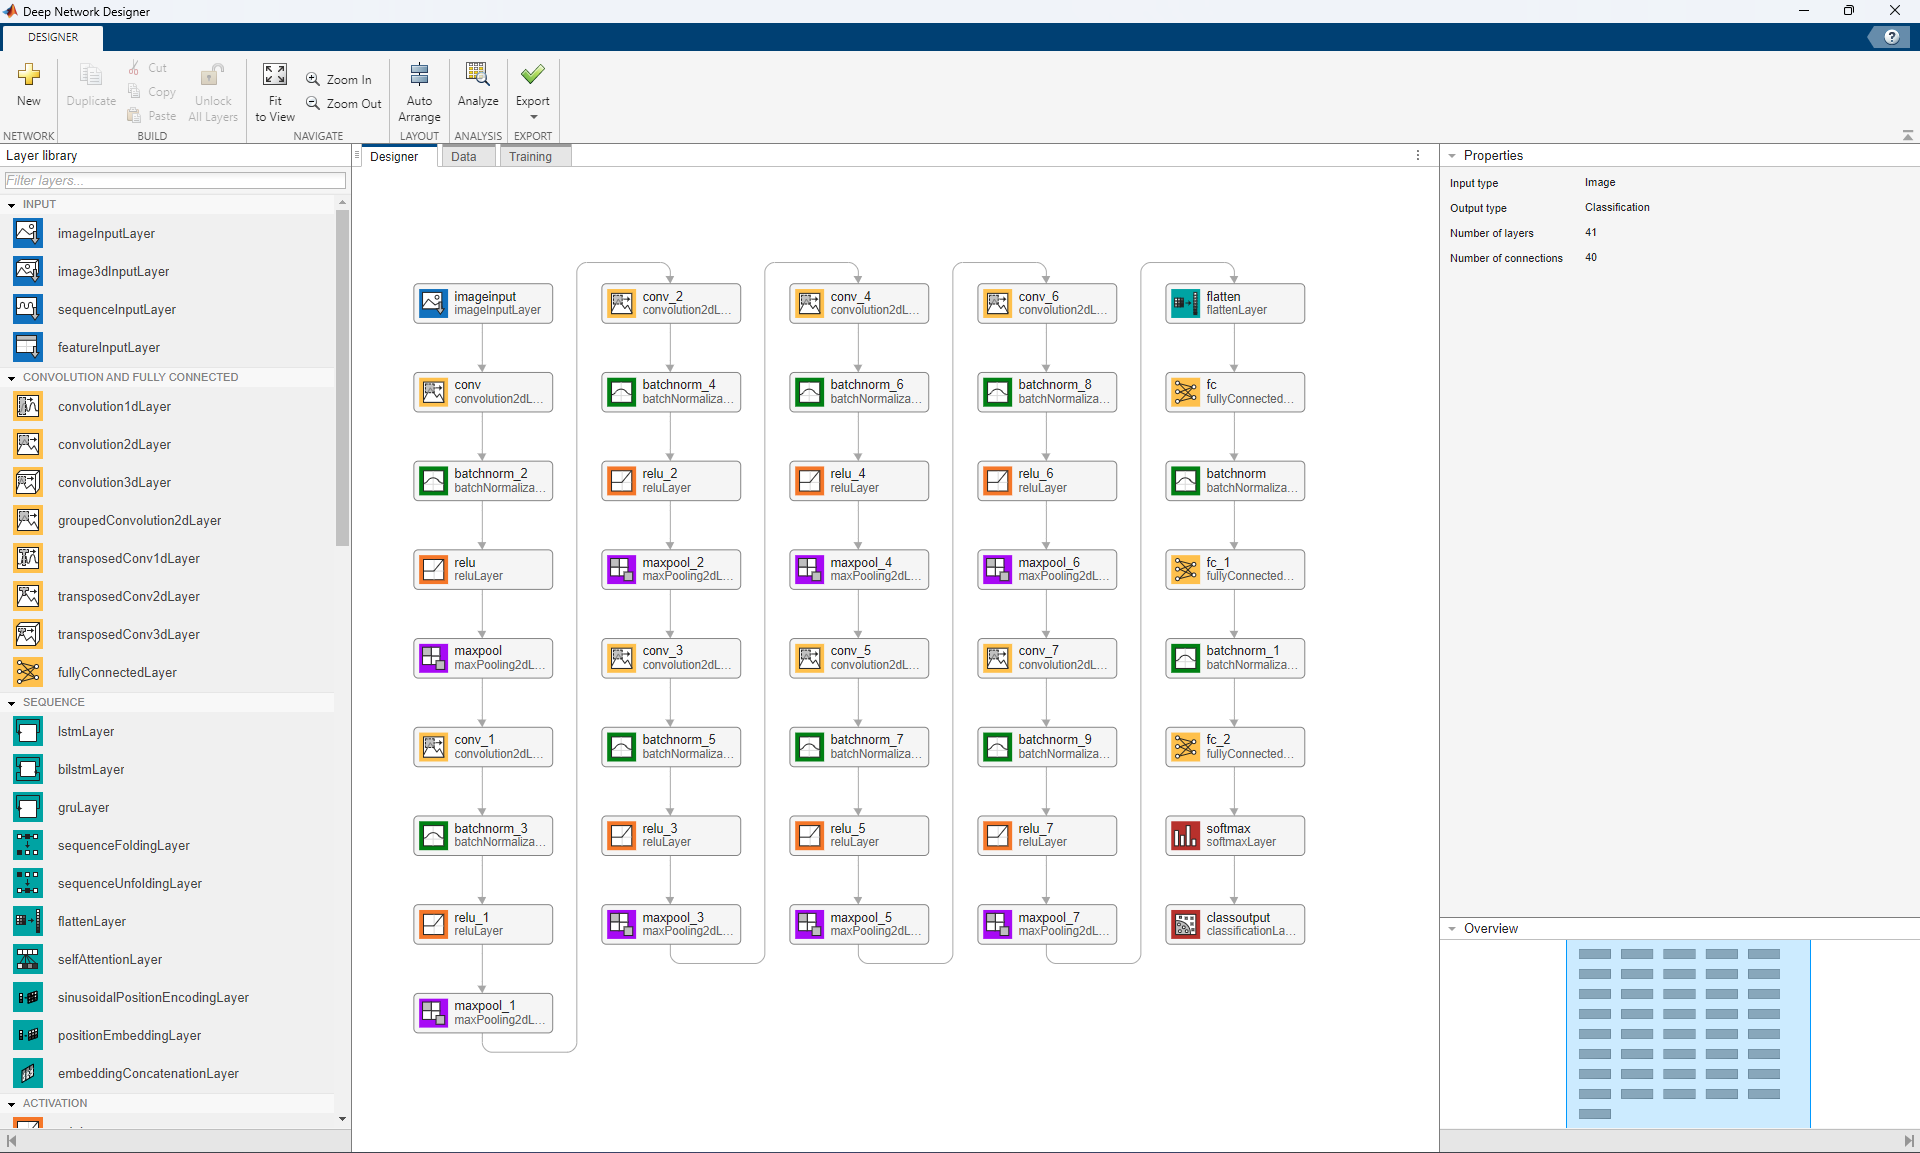 Deep Network Designer
DESIGNER
New
Duplicate
Cut
Copy
Paste
Unlock
All Layers
Fit
to View
Zoom In
Zoom Out
Auto
Arrange
Analyze
Export
NETWORK
BUILD
NAVIGATE
LAYOUT
ANALYSIS
EXPORT
Layer library
Filter layers...
INPUT
imageInputLayer
image3dInputLayer
sequenceInputLayer
featureInputLayer
CONVOLUTION AND FULLY CONNECTED
convolution1dLayer
convolution2dLayer
convolution3dLayer
groupedConvolution2dLayer
transposedConv1dLayer
transposedConv2dLayer
transposedConv3dLayer
fullyConnectedLayer
SEQUENCE
lstmLayer
bilstmLayer
gruLayer
sequenceFoldingLayer
sequenceUnfoldingLayer
flattenLayer
selfAttentionLayer
sinusoidalPositionEncodingLayer
positionEmbeddingLayer
embeddingConcatenationLayer
ACTIVATION
Designer
Data
Training
imageinput
imageInputLayer
conv
convolution2dL...
batchnorm_2
batchNormaliza...
relu
reluLayer
maxpool
maxPooling2dL...
conv_1
convolution2dL...
batchnorm_3
batchNormaliza...
relu_1
reluLayer
maxpool_1
maxPooling2dL...
conv_2
convolution2dL...
batchnorm_4
batchNormaliza...
relu_2
reluLayer
maxpool_2
maxPooling2dL...
conv_3
convolution2dL...
batchnorm_5
batchNormaliza...
relu_3
reluLayer
maxpool_3
maxPooling2dL...
conv_4
convolution2dL...
batchnorm_6
batchNormaliza...
relu_4
reluLayer
maxpool_4
maxPooling2dL...
conv_5
convolution2dL...
batchnorm_7
batchNormaliza...
relu_5
reluLayer
maxpool_5
maxPooling2dL...
conv_6
convolution2dL...
batchnorm_8
batchNormaliza...
relu_6
reluLayer
maxpool_6
maxPooling2dL...
conv_7
convolution2dL...
batchnorm_9
batchNormaliza...
relu_7
reluLayer
maxpool_7
maxPooling2dL...
flatten
flattenLayer
fc
fullyConnected...
batchnorm
batchNormaliza...
fc_1
fullyConnected...
batchnorm_1
batchNormaliza...
fc_2
fullyConnected...
softmax
softmaxLayer
classoutput
classificationLa...
Properties
Input type Image
Output type Classification
Number of layers 41
Number of connections 40
Overview